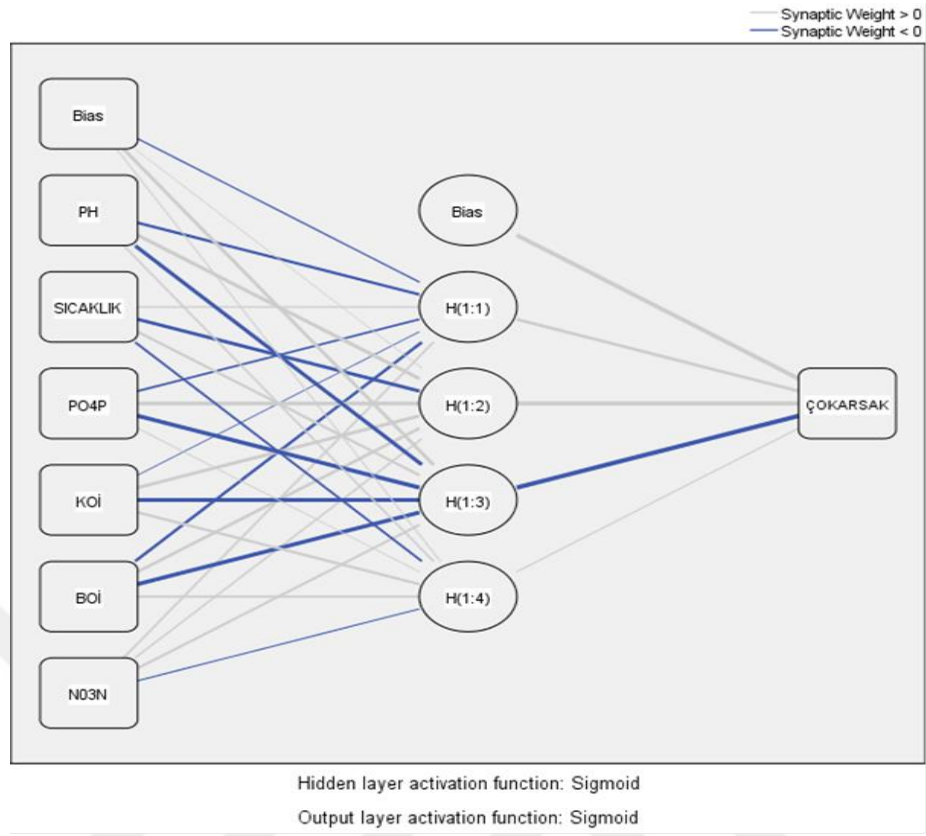 Synaptic Weight > 0
Synaptic Weight < 0
Bias
PH
SICAKLIK
PO4P
KOİ
BOİ
N03N
Bias
H(1:1)
H(1:2)
H(1:3)
H(1:4)
ÇOKARSAK
Hidden layer activation function: Sigmoid
Output layer activation function: Sigmoid